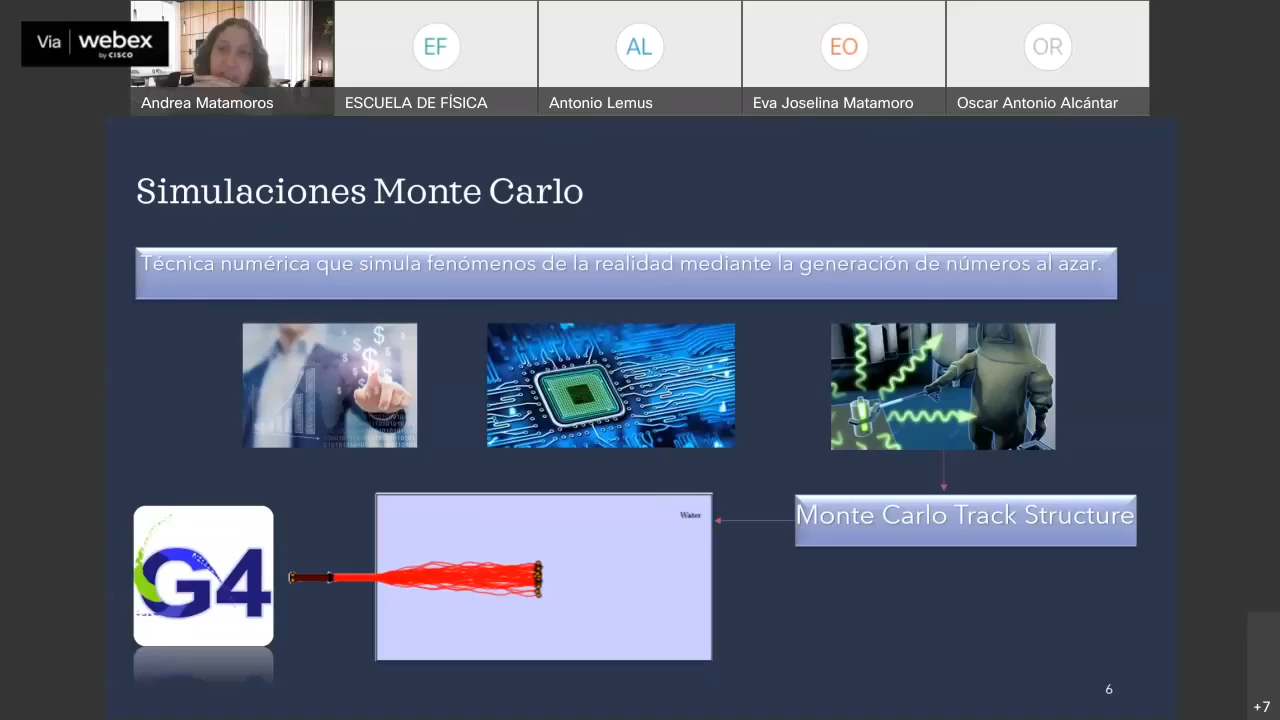 Via webex
by CISCO
EF
AL
EO
OR
Andrea Matamoros
ESCUELA DE FÍSICA
Antonio Lemus
Eva Joselina Matamoro
Oscar Antonio Alcántar
Simulaciones Monte Carlo
Técnica numérica que simula fenómenos de la realidad mediante la generación de números al azar.
Water
Monte Carlo Track Structure
G4
6
+7